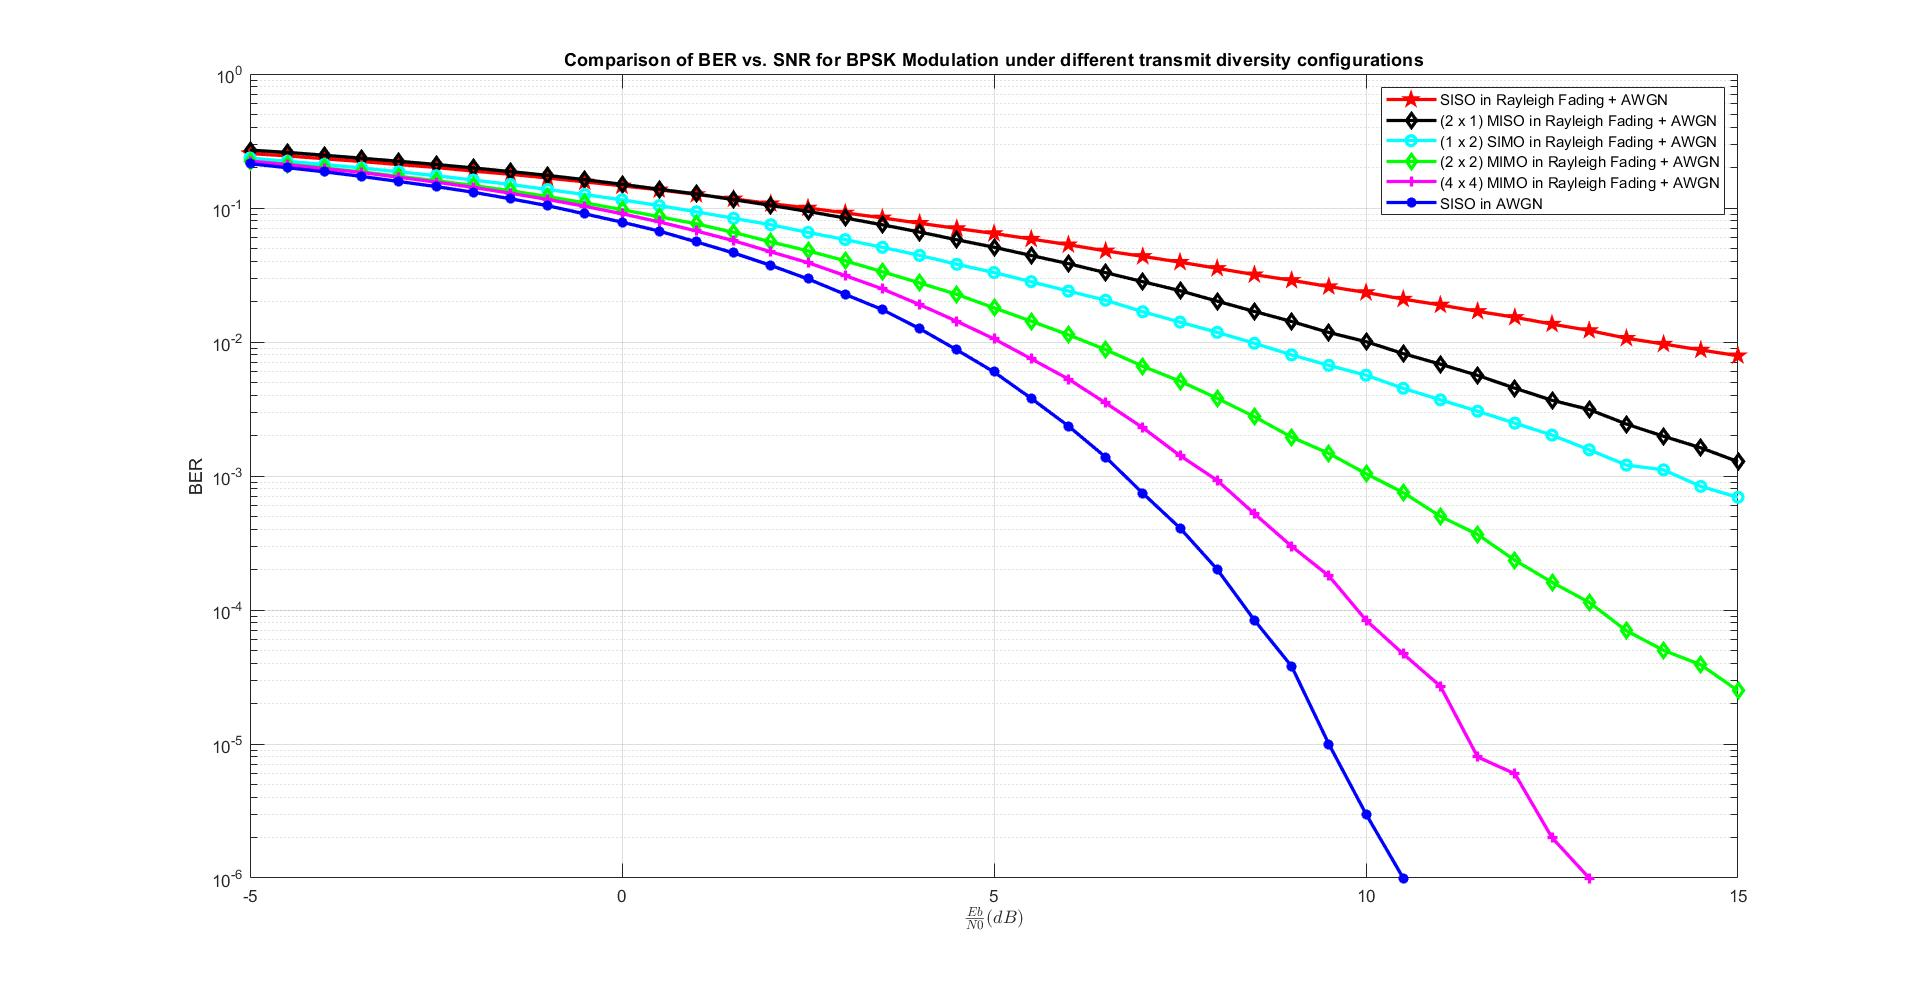 Comparison of BER vs. SNR for BPSK Modulation under different transmit diversity configurations
SISO in Rayleigh Fading + AWGN
(2 x 1) MISO in Rayleigh Fading + AWGN
(1 x 2) SIMO in Rayleigh Fading + AWGN
(2 x 2) MIMO in Rayleigh Fading + AWGN
(4 x 4) MIMO in Rayleigh Fading + AWGN
SISO in AWGN
BER
10^0
10^-1
10^-2
10^-3
10^-4
10^-5
10^-6
-5 0 5 10 15
Eb/N0 (dB)